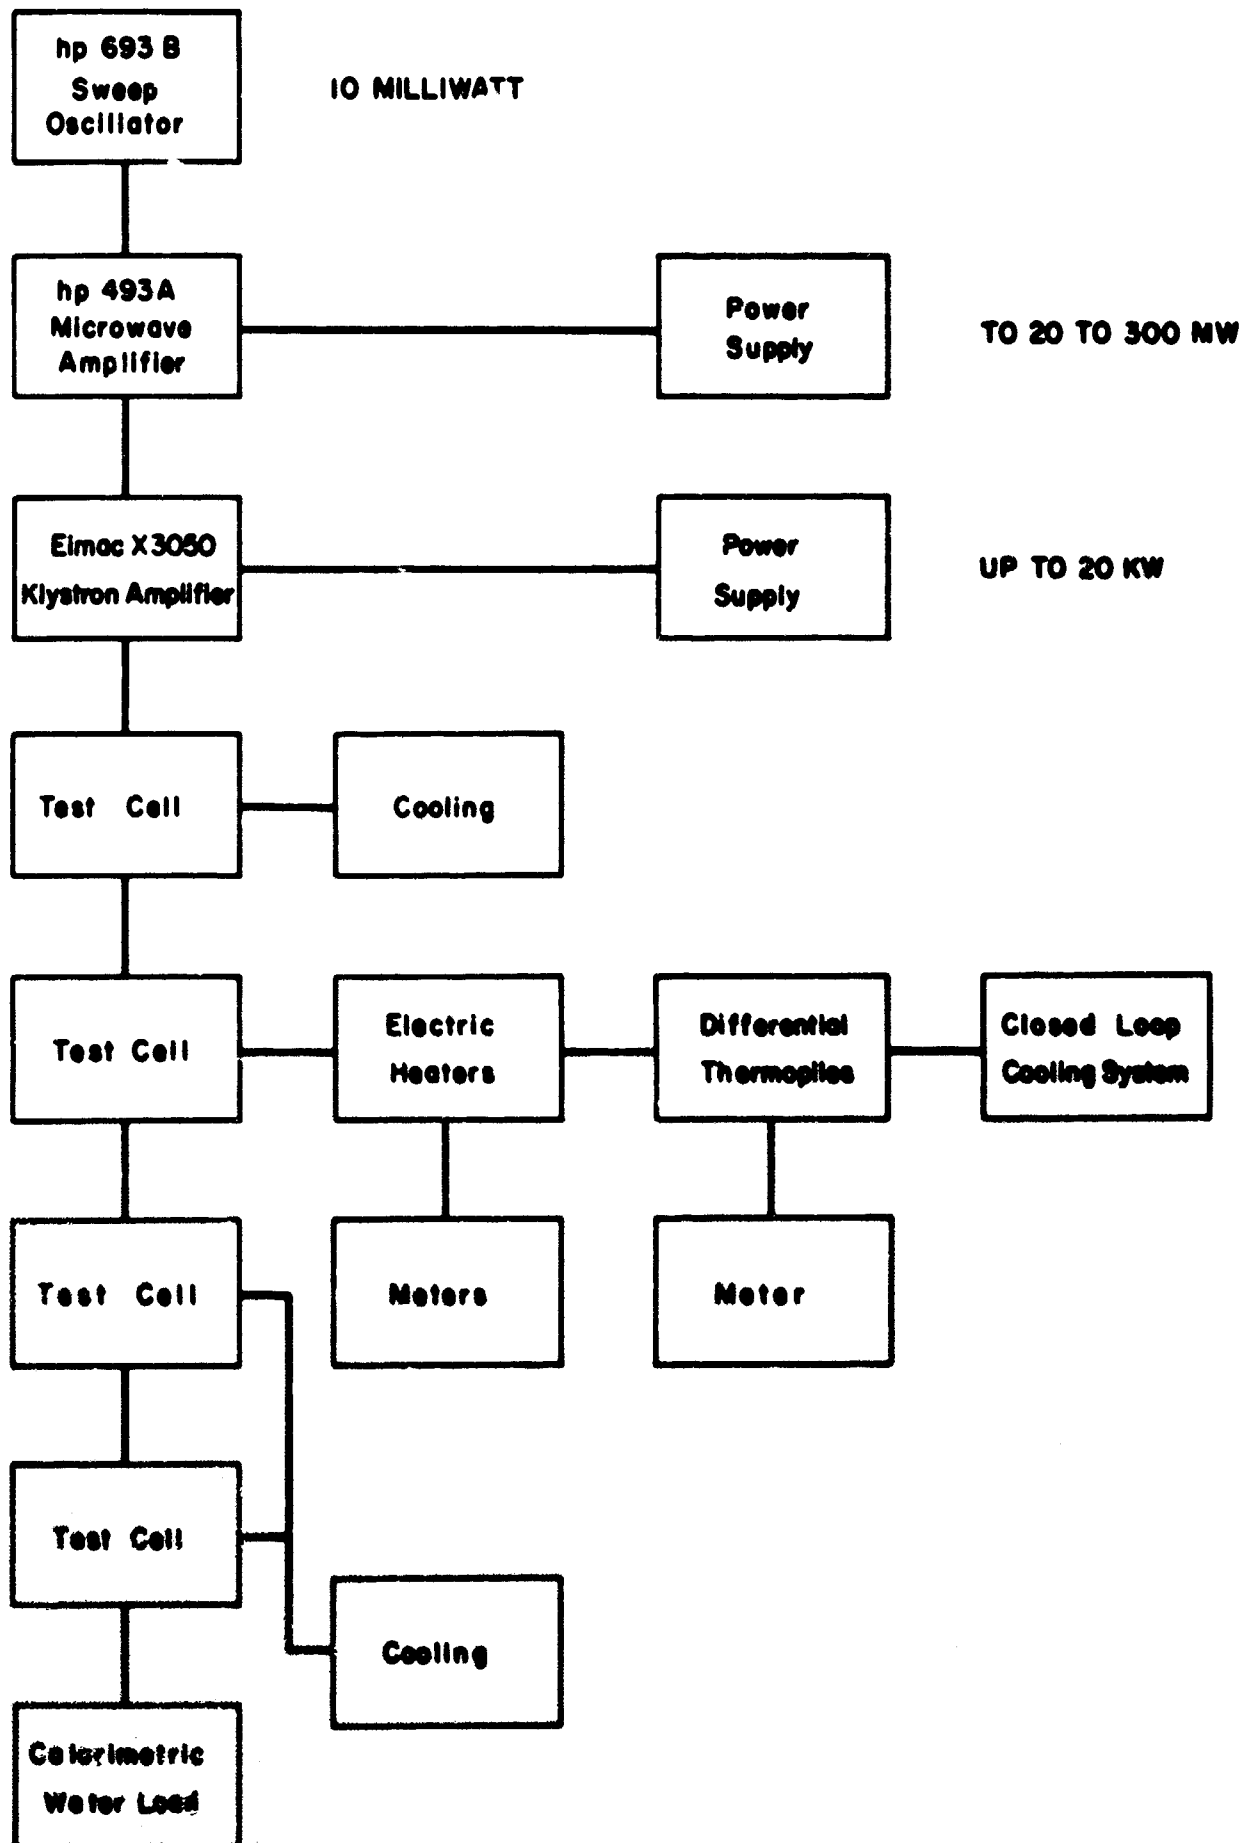 hp 693 B
Sweep
Oscillator
10 MILLIWATT
hp 493A
Microwave
Amplifier
Power
Supply
TO 20 TO 300 MW
Eimac X3050
Klystron Amplifier
Power
Supply
UP TO 20 KW
Test Cell
Cooling
Test Cell
Electric
Heaters
Differential
Thermopiles
Closed Loop
Cooling System
Test Cell
Meters
Meter
Test Cell
Cooling
Calorimetric
Water Load